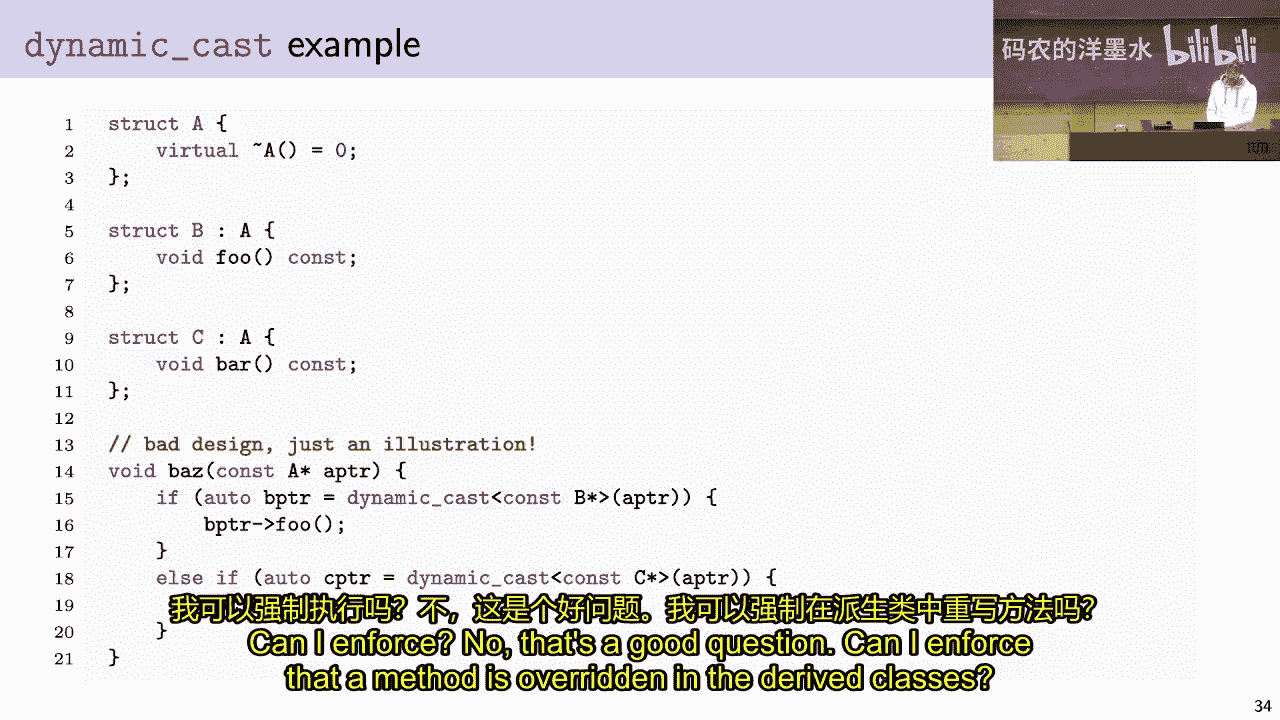 dynamic_cast example
码农的洋墨水 bilibili
1 struct A {
2 virtual ~A() = 0;
3 };
4
5 struct B : A {
6 void foo() const;
7 };
8
9 struct C : A {
10 void bar() const;
11 };
12
13 // bad design, just an illustration!
14 void baz(const A* aptr) {
15 if (auto bptr = dynamic_cast<const B*>(aptr)) {
16 bptr->foo();
17 }
18 else if (auto cptr = dynamic_cast<const C*>(aptr)) {
19
20 }
21 }
我可以强制执行吗？不，这是个好问题。我可以强制在派生类中重写方法吗？
Can I enforce? No, that's a good question. Can I enforce
that a method is overridden in the derived classes?
34